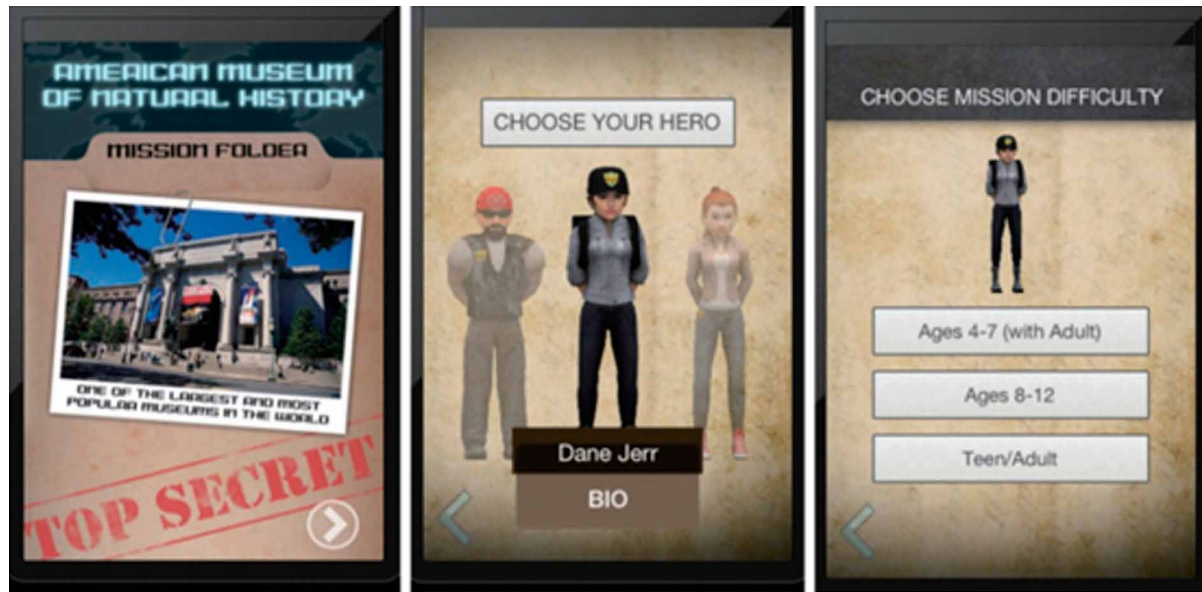 AMERICAN MUSEUM
OF NATURAL HISTORY
MISSION FOLDER
ONE OF THE LARGEST AND MOST
POPULAR MUSEUMS IN THE WORLD
TOP SECRET
CHOOSE YOUR HERO
Dane Jerr
BIO
CHOOSE MISSION DIFFICULTY
Ages 4-7 (with Adult)
Ages 8-12
Teen/Adult